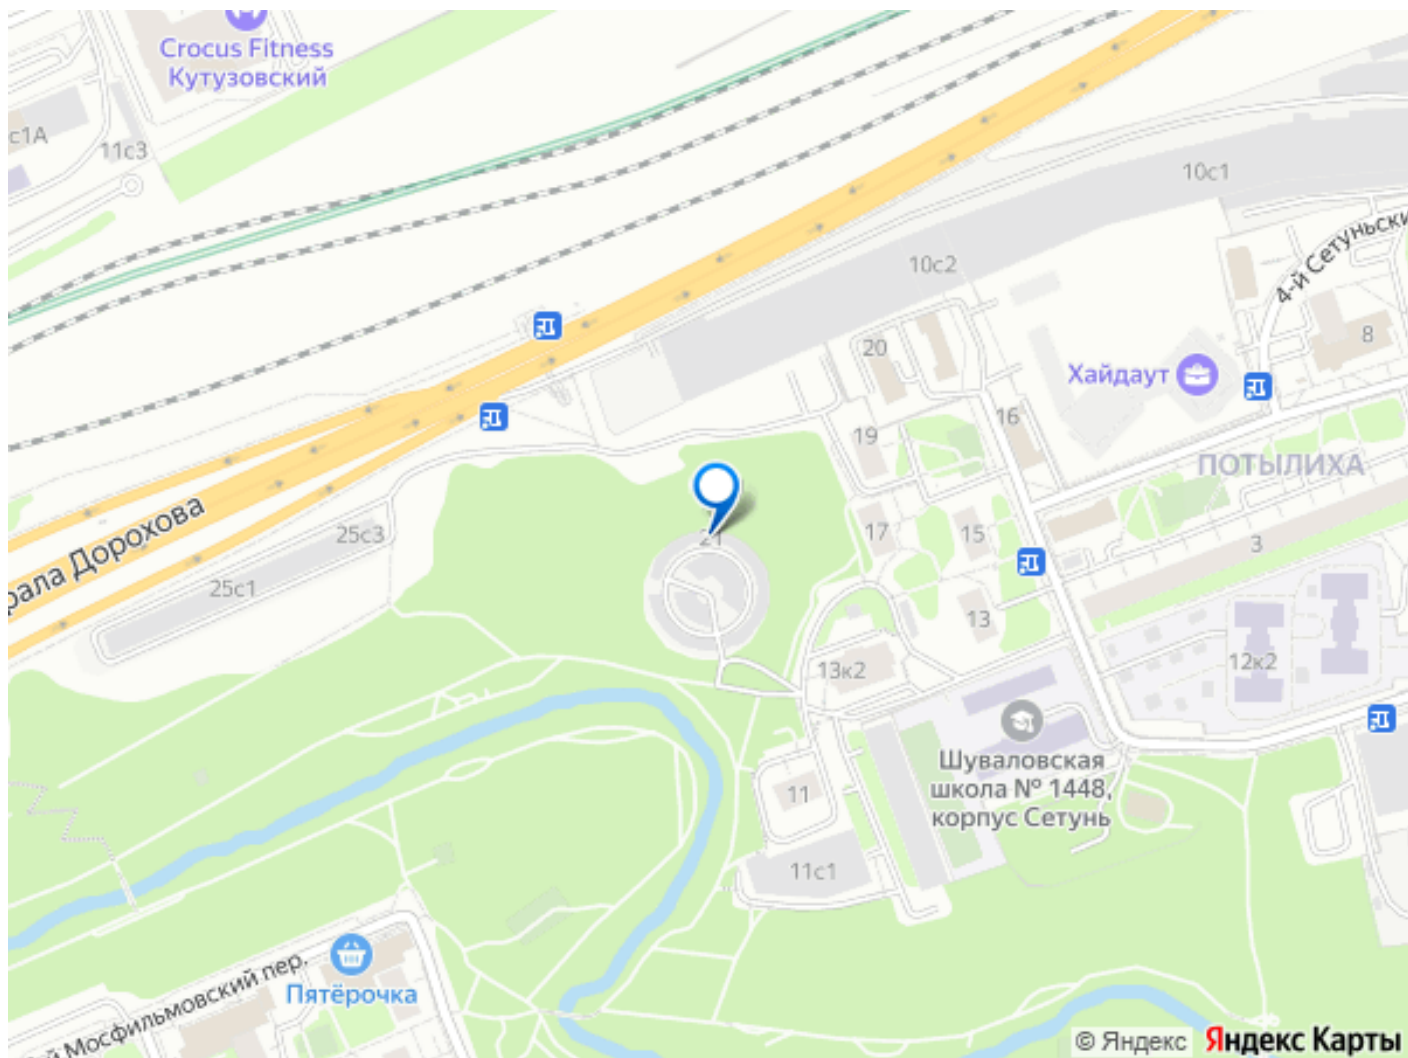 Crocus Fitness
Кутузовский
с1А
11с3
10с1
4-й Сетуньски
10с2
8
20
Хайдаут
16
19
ПОТЫЛИХА
рала Дорохова
25с3
17
15
21
3
25с1
13
12к2
13к2
Шуваловская
школа № 1448,
корпус Сетунь
11
11с1
й Мосфильмовский пер.
Пятёрочка
© Яндекс
Яндекс Карты